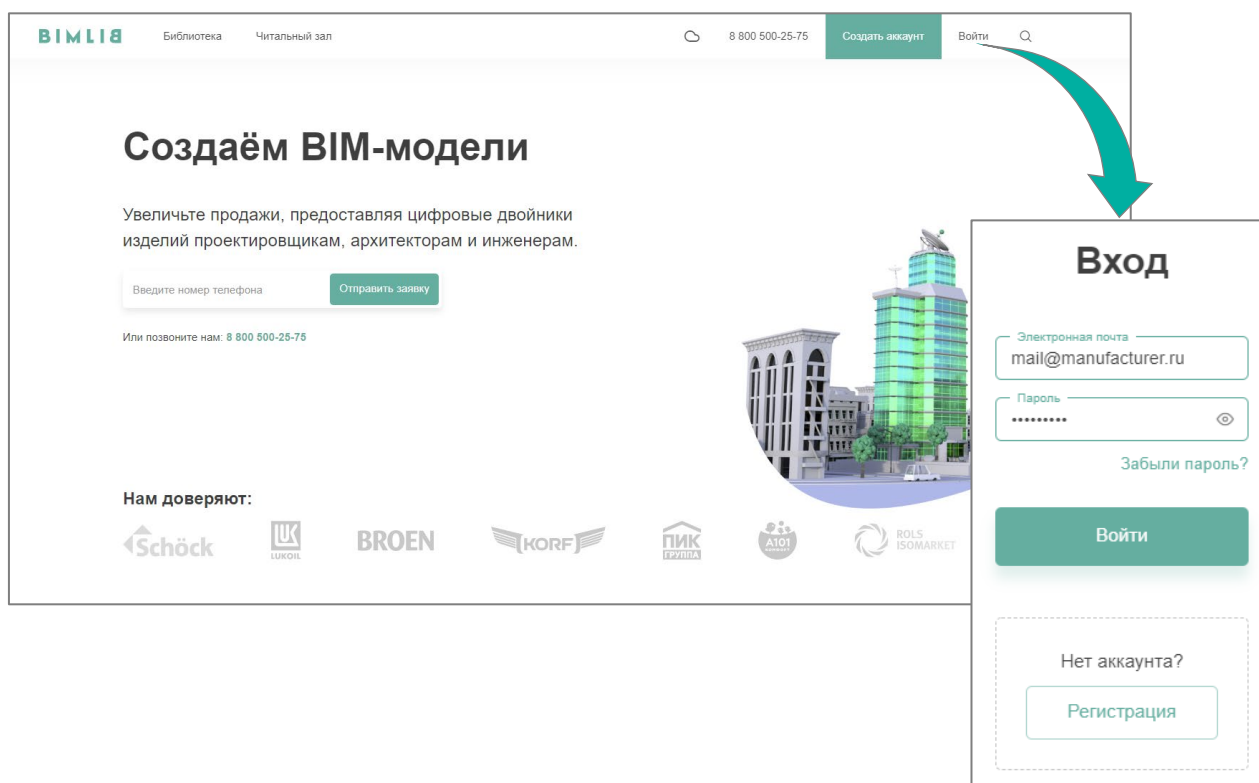 BIMLIB Библиотека Читальный зал 8 800 500-25-75 Создать аккаунт Войти
Создаём BIM-модели
Увеличьте продажи, предоставляя цифровые двойники
изделий проектировщикам, архитекторам и инженерам.
Введите номер телефона Отправить заявку
Или позвоните нам: 8 800 500-25-75
Нам доверяют:
Schöck
LUK
LUKOIL
BROEN
KORF
ПИК
ГРУППА
A101
ROLS
ISOMARKET
Вход
Электронная почта
mail@manufacturer.ru
Пароль
•••••••••
Забыли пароль?
Войти
Нет аккаунта?
Регистрация